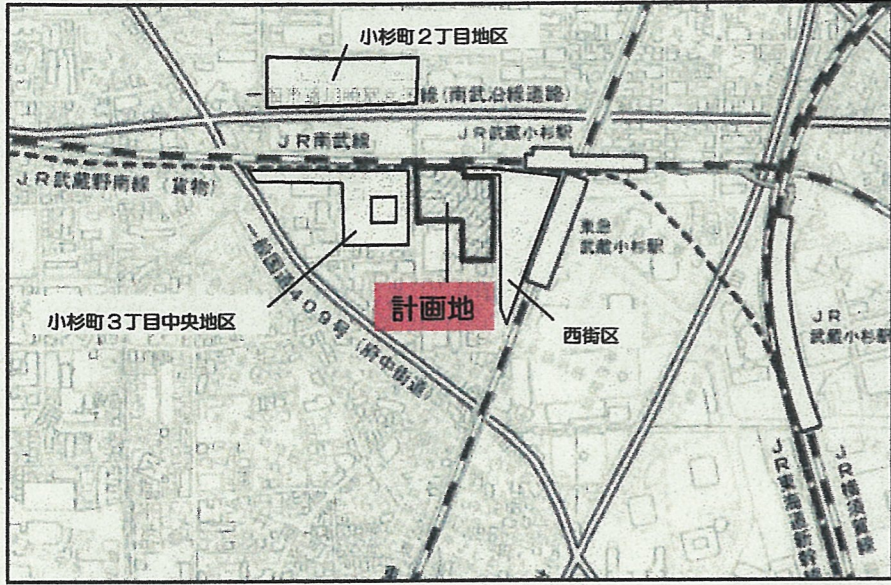 小杉町2丁目地区
線(南武沿線道路)
JR南武線
JR武蔵小杉駅
JR武蔵野南線(貨物)
東急
武蔵小杉駅
計画地
小杉町3丁目中央地区
一般国道409号(府中街道)
西街区
JR
武蔵小杉駅
JR横須賀線
JR東海道新幹